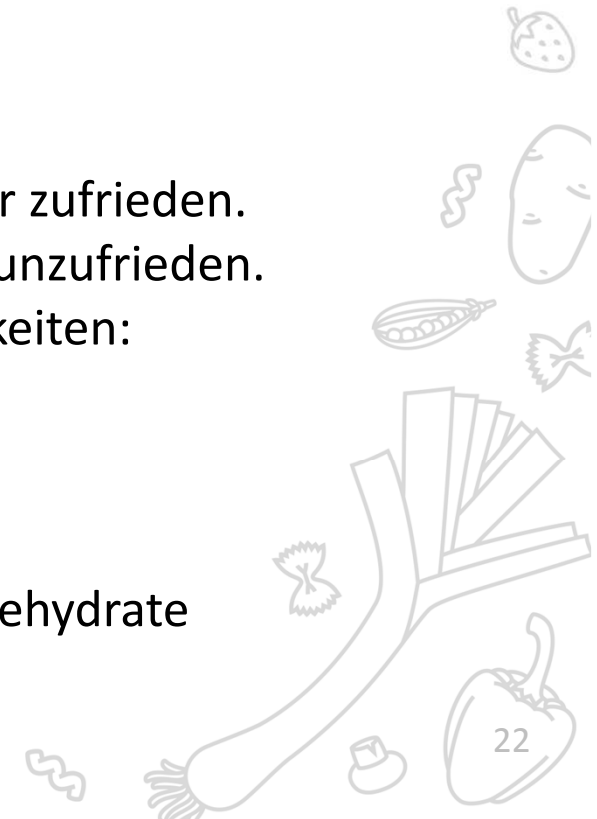 r zufrieden.
unzufrieden.
keiten:
ehydrate
22